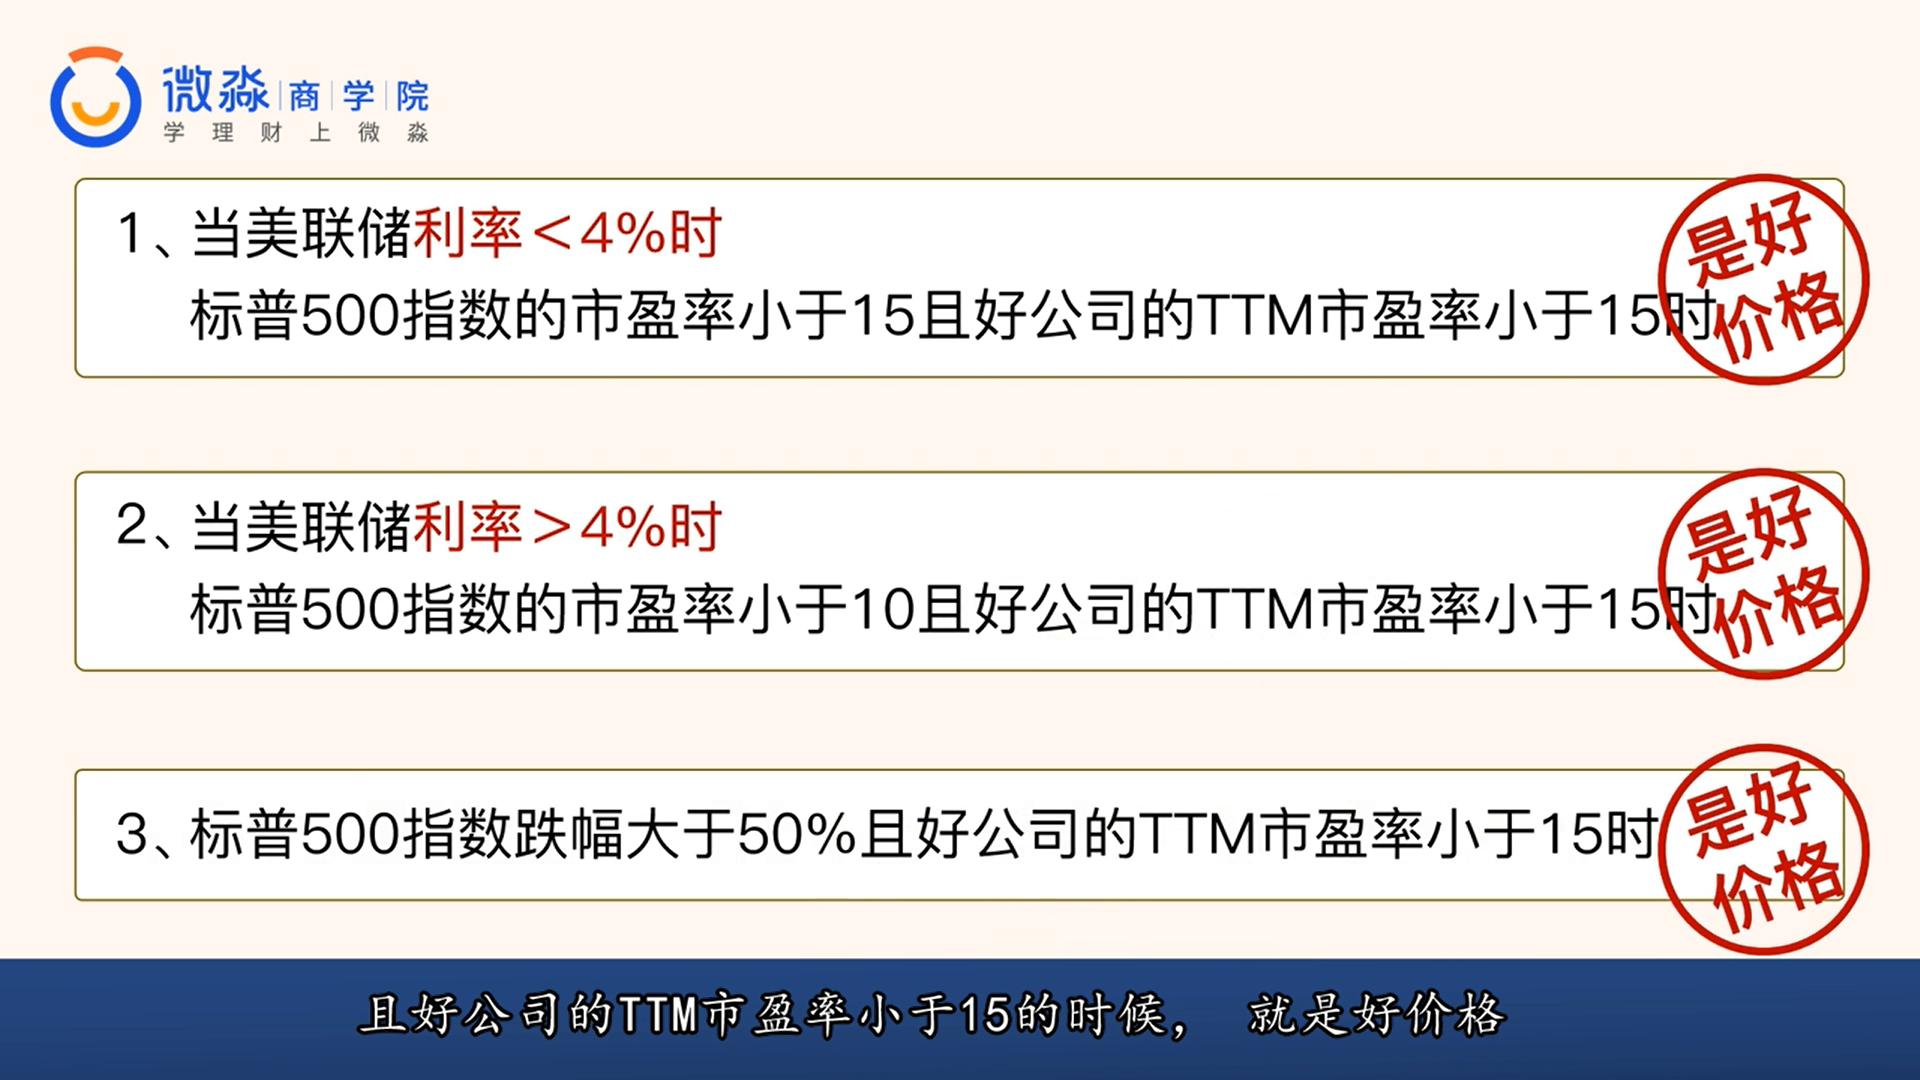 微淼商学院
学理财上微淼
1、当美联储利率＜4%时
标普500指数的市盈率小于15且好公司的TTM市盈率小于15时
是好
价格
2、当美联储利率＞4%时
标普500指数的市盈率小于10且好公司的TTM市盈率小于15时
是好
价格
3、标普500指数跌幅大于50%且好公司的TTM市盈率小于15时
是好
价格
且好公司的TTM市盈率小于15的时候， 就是好价格